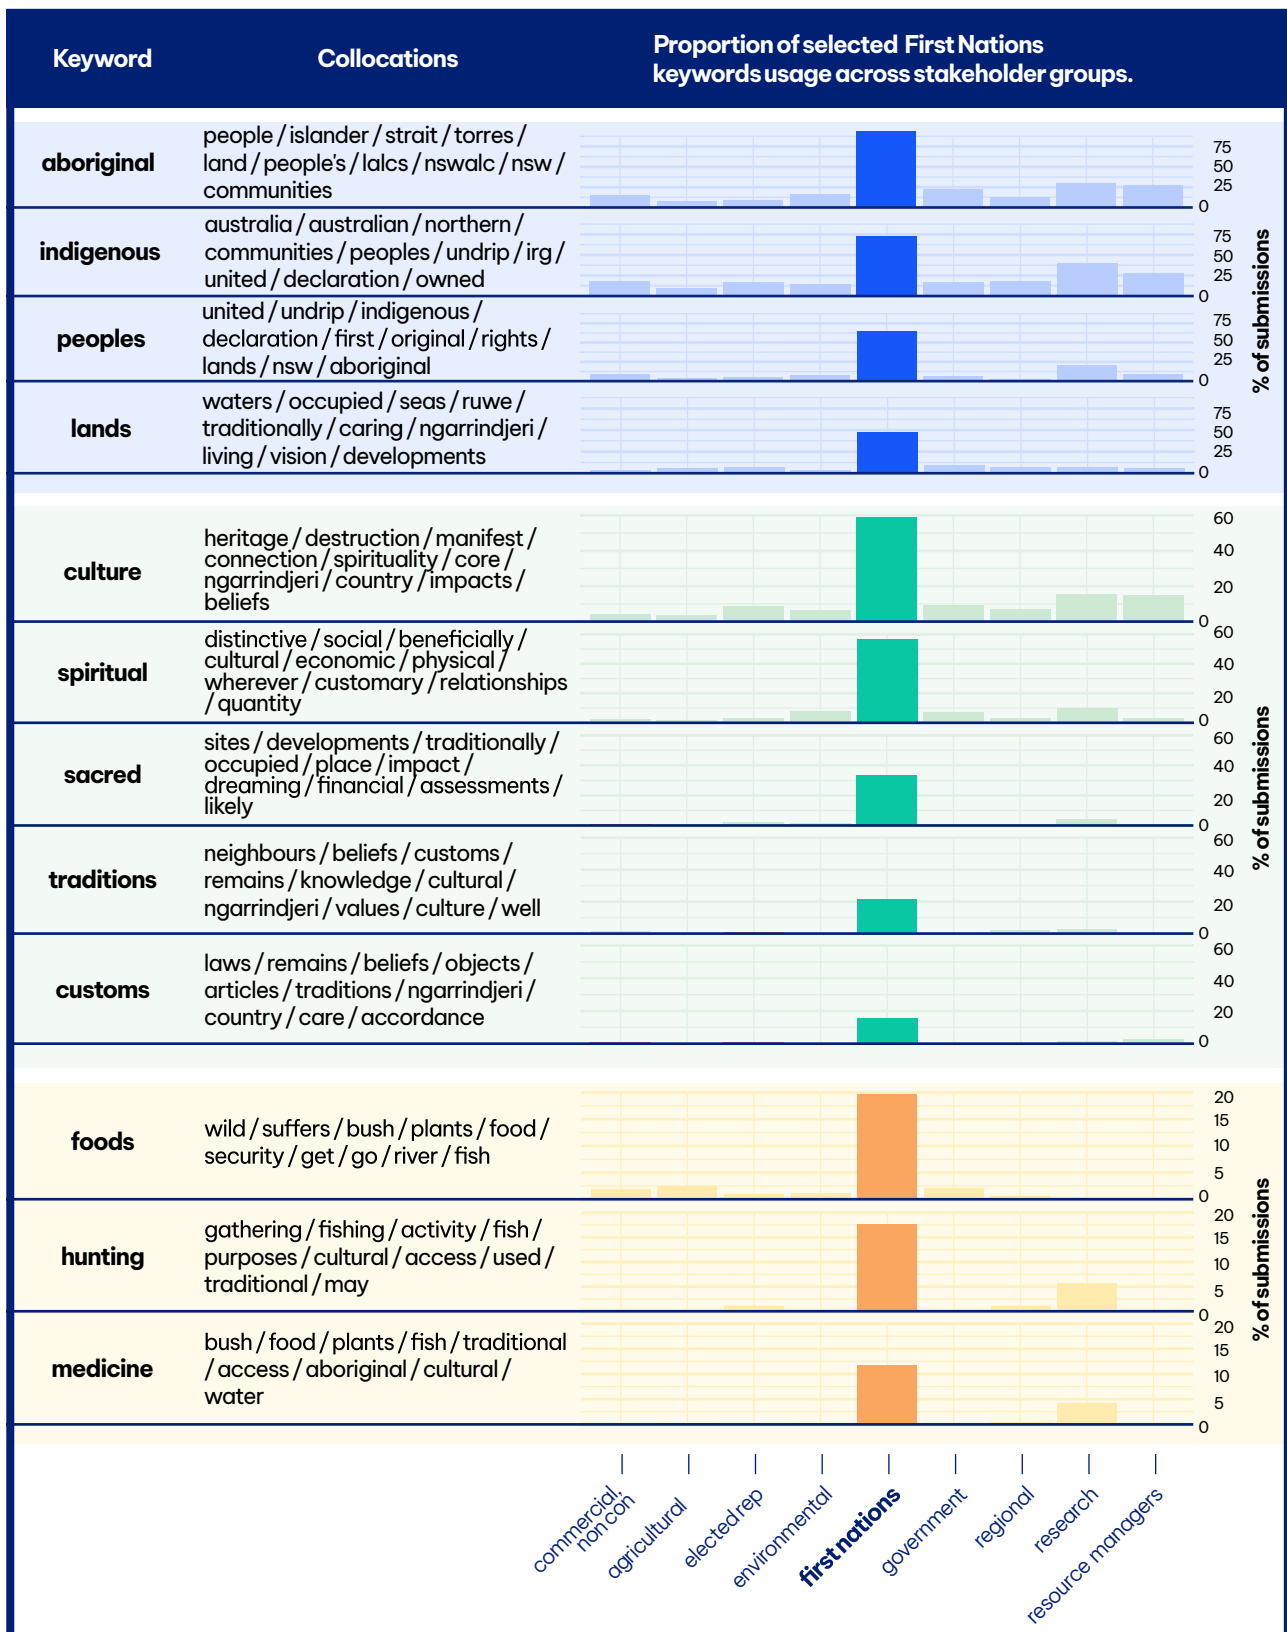 Keyword
Collocations
Proportion of selected First Nations
keywords usage across stakeholder groups.
aboriginal
people / islander / strait / torres /
land / people's / lalcs / nswalc / nsw /
communities
75
50
25
0
indigenous
australia / australian / northern /
communities / peoples / undrip / irg /
united / declaration / owned
75
50
25
0
peoples
united / undrip / indigenous /
declaration / first / original / rights /
lands / nsw / aboriginal
75
50
25
0
lands
waters / occupied / seas / ruwe /
traditionally / caring / ngarrindjeri /
living / vision / developments
75
50
25
0
% of submissions
culture
heritage / destruction / manifest /
connection / spirituality / core /
ngarrindjeri / country / impacts /
beliefs
60
40
20
0
spiritual
distinctive / social / beneficially /
cultural / economic / physical /
wherever / customary / relationships
/ quantity
60
40
20
0
sacred
sites / developments / traditionally /
occupied / place / impact /
dreaming / financial / assessments /
likely
60
40
20
0
traditions
neighbours / beliefs / customs /
remains / knowledge / cultural /
ngarrindjeri / values / culture / well
60
40
20
0
customs
laws / remains / beliefs / objects /
articles / traditions / ngarrindjeri /
country / care / accordance
60
40
20
0
% of submissions
foods
wild / suffers / bush / plants / food /
security / get / go / river / fish
20
15
10
5
0
hunting
gathering / fishing / activity / fish /
purposes / cultural / access / used /
traditional / may
20
15
10
5
0
medicine
bush / food / plants / fish / traditional
/ access / aboriginal / cultural /
water
20
15
10
5
0
% of submissions
commercial,
non con
agricultural
elected rep
environmental
first nations
government
regional
research
resource managers